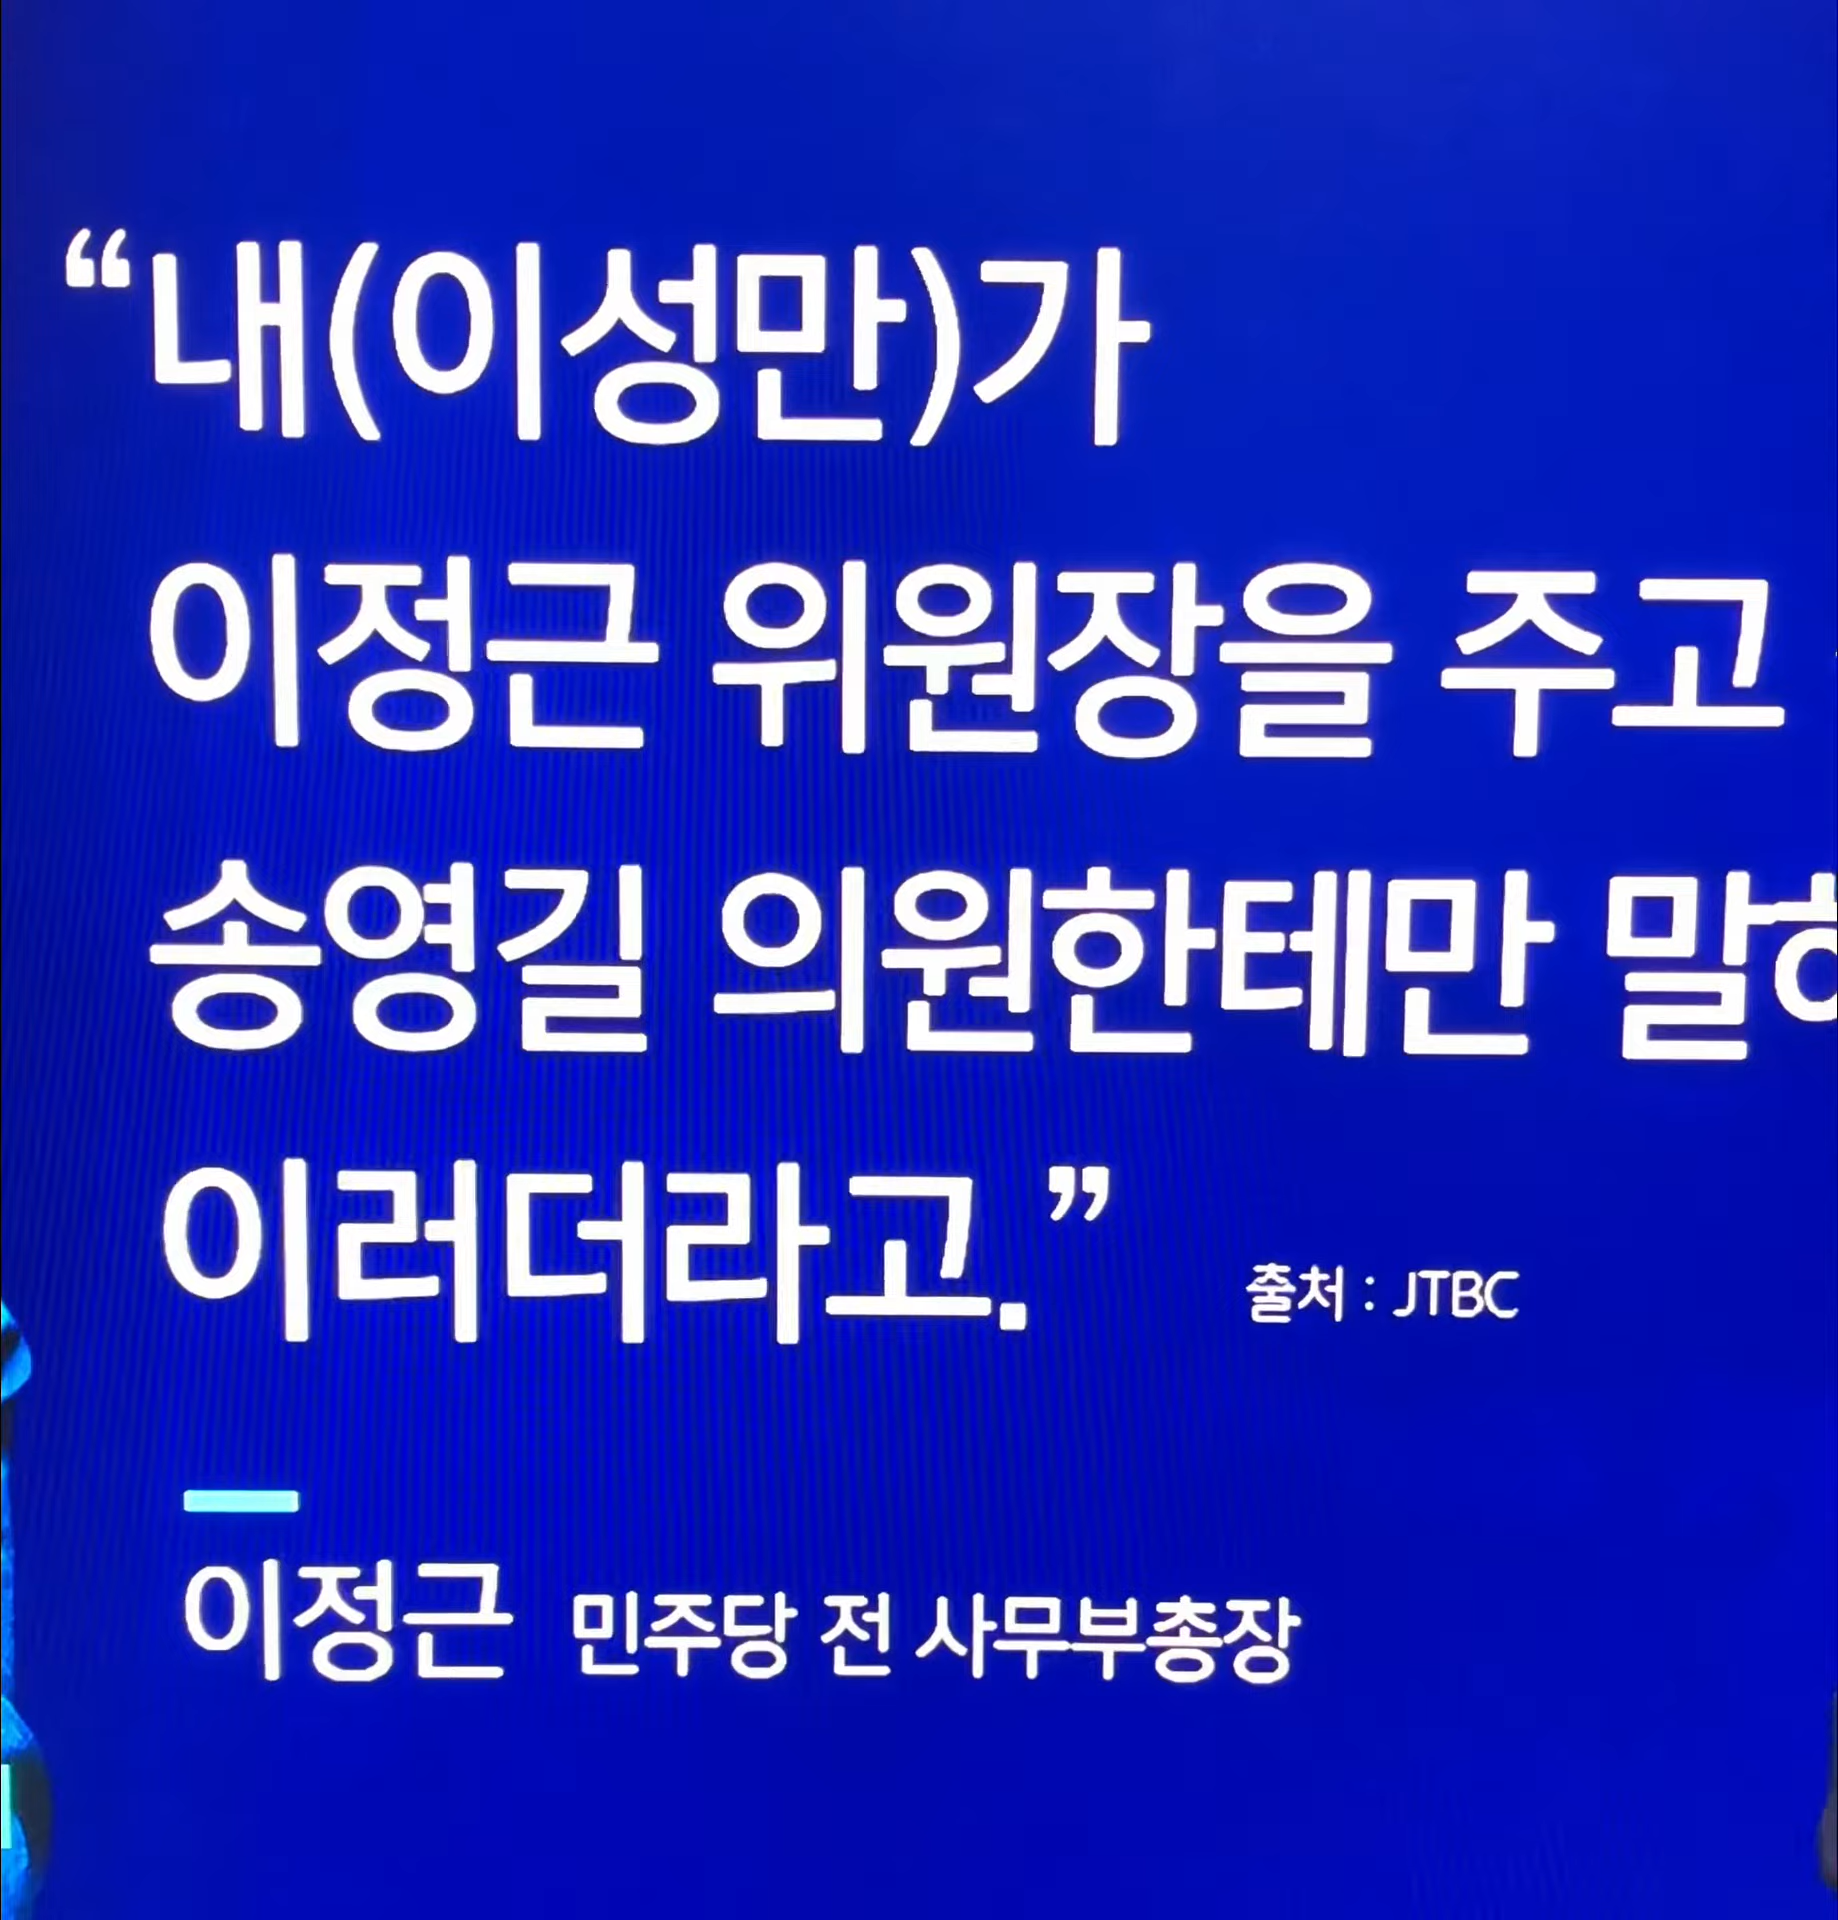 “내(이성만)가
이정근 위원장을 주고
송영길 의원한테만
이러더라고.”
출처 : JTBC
이정근 민주당 전 사무부총장